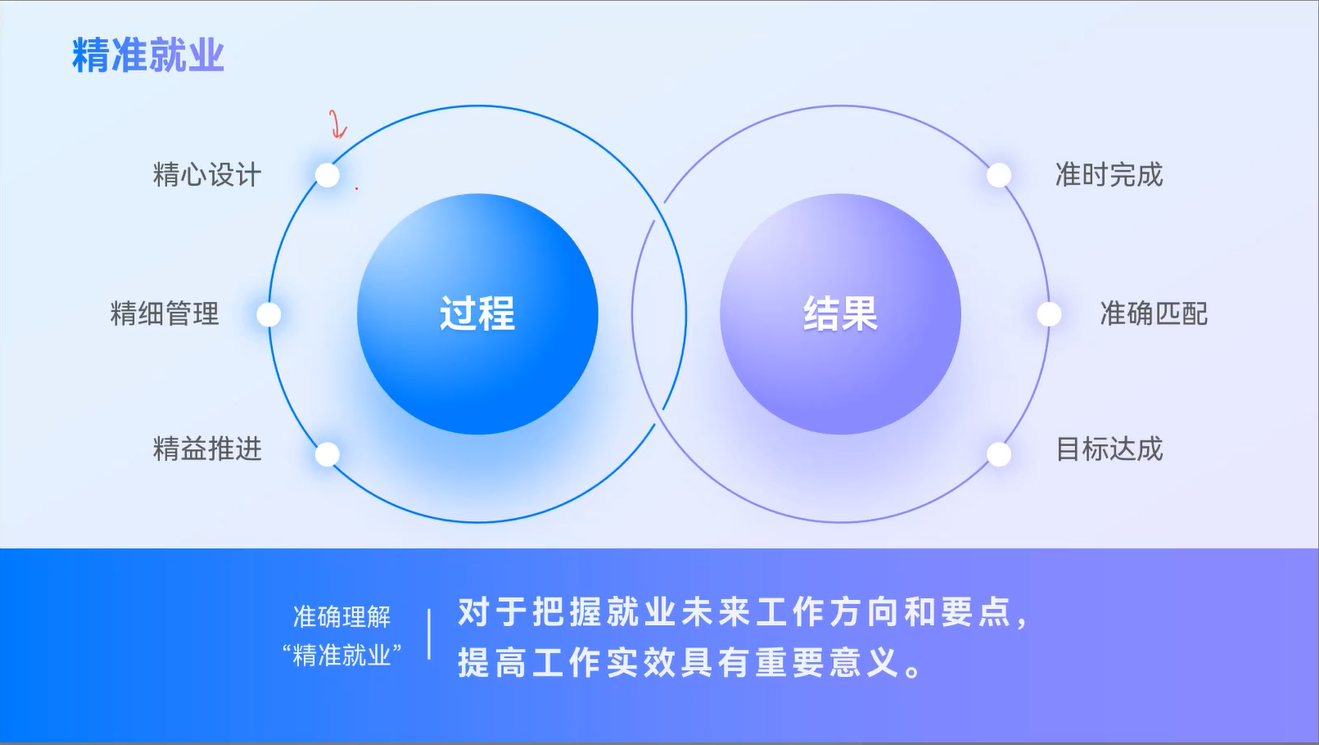 精准就业
精心设计
精细管理
精益推进
过程
结果
准时完成
准确匹配
目标达成
准确理解
“精准就业”
对于把握就业未来工作方向和要点，
提高工作实效具有重要意义。